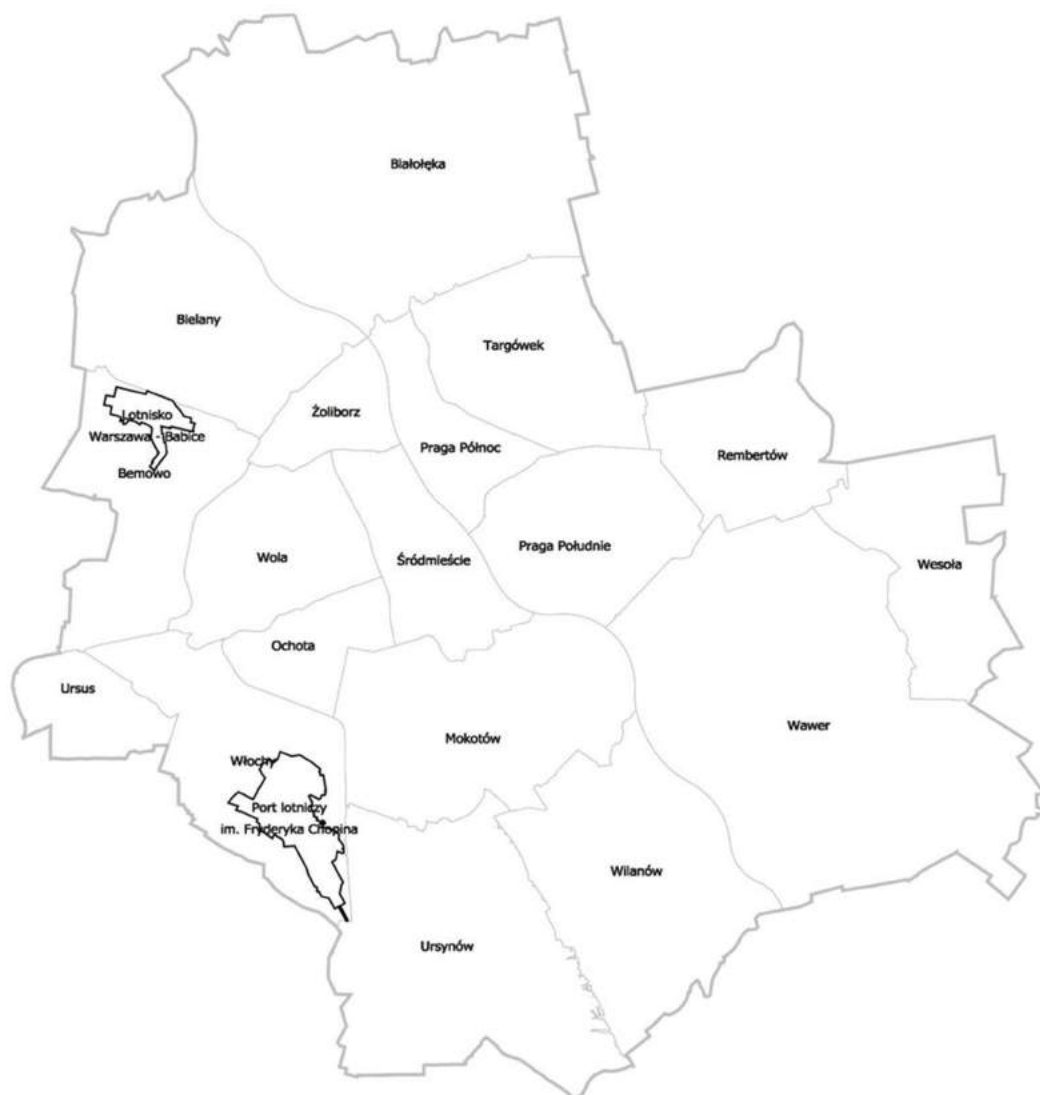 Białołęka
Bielany
Targówek
Lotnisko
Warszawa - Babice
Bemowo
Żoliborz
Praga Północ
Rembertów
Wola
Śródmieście
Praga Południe
Wesoła
Ochota
Ursus
Włochy
Mokotów
Wawer
Port lotniczy
im. Fryderyka Chopina
Wilanów
Ursynów